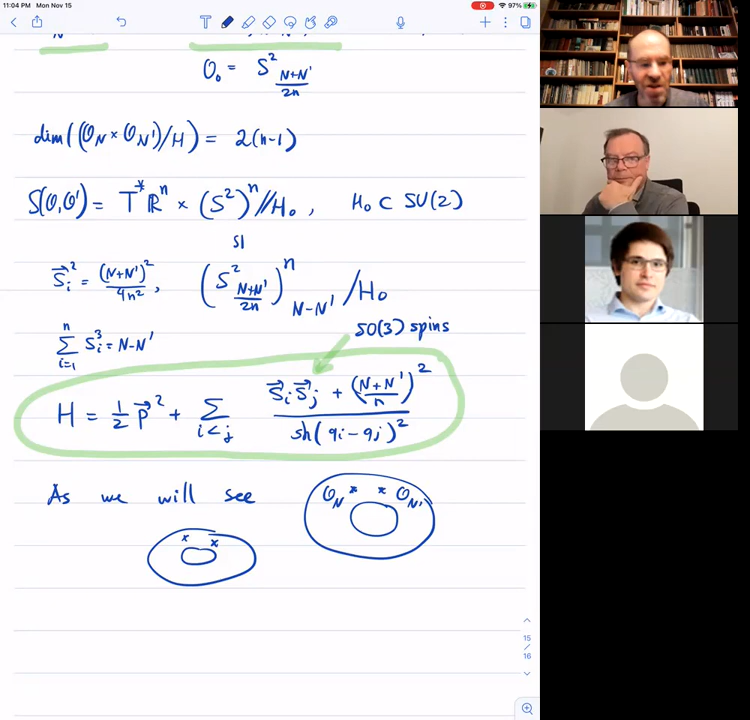 11:04 PM Mon Nov 15
97%
O₀ = S²_{(N+N')/2n}
dim((O_N × O_N')/H) = 2(n-1)
S(O,O') = T*ℝⁿ × (S²)ⁿ//H₀, H₀ ⊂ SU(2)
S⃗ᵢ² = (N+N')²/4n², (S²_{(N+N')/2n})ⁿ_{N-N'} /H₀
Σ_{i=1}^{n} Sᵢ³ = N-N'
SO(3) spins
H = ½ p⃗² + Σ_{i<j} (S⃗ᵢ S⃗ⱼ + ((N+N')/n)²) / sh(qᵢ-qⱼ)²
As we will see
O_N x x O_N'
x x
15
/
16